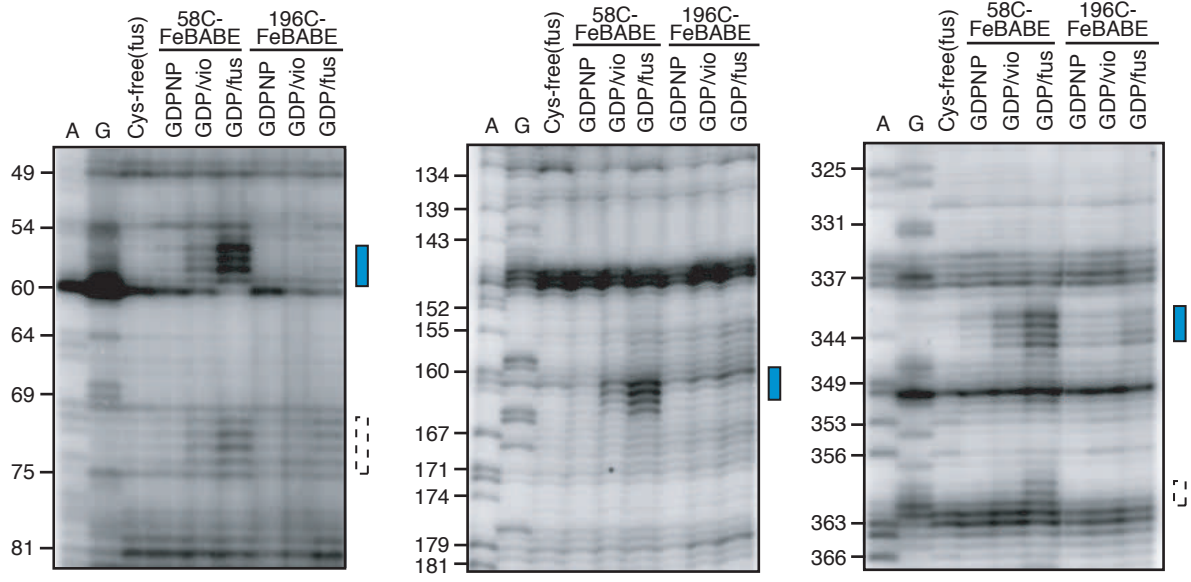 58C-
FeBABE
196C-
FeBABE
A
G
Cys-free(fus)
GDPNP
GDP/vio
GDP/fus
GDPNP
GDP/vio
GDP/fus
49
54
60
64
69
75
81
58C-
FeBABE
196C-
FeBABE
A
G
Cys-free(fus)
GDPNP
GDP/vio
GDP/fus
GDPNP
GDP/vio
GDP/fus
134
139
143
152
155
160
167
171
174
179
181
58C-
FeBABE
196C-
FeBABE
A
G
Cys-free(fus)
GDPNP
GDP/vio
GDP/fus
GDPNP
GDP/vio
GDP/fus
325
331
337
344
349
353
356
363
366